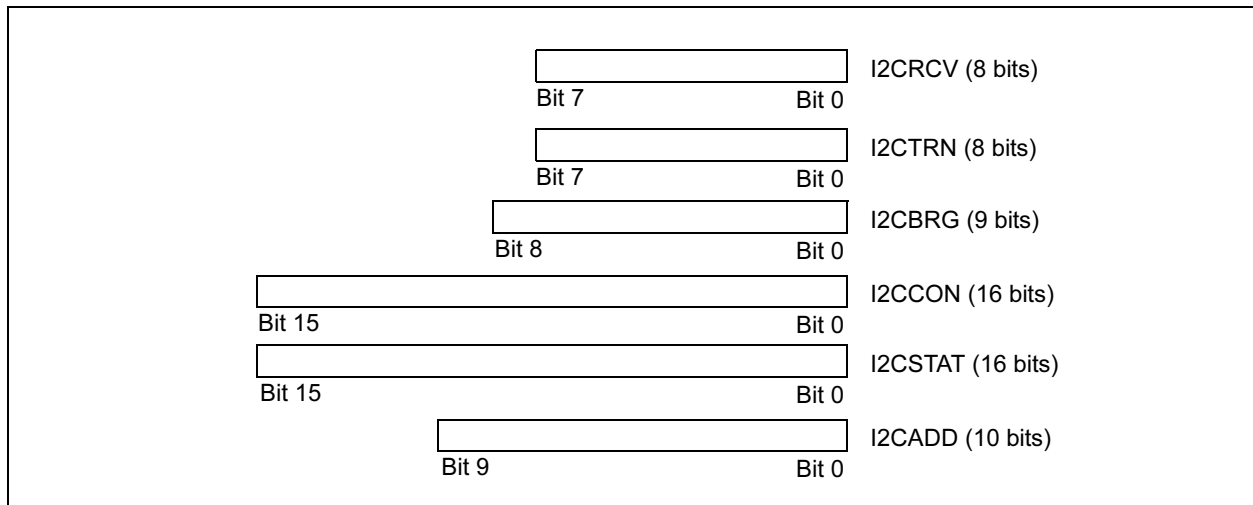 I2CRCV (8 bits)
Bit 7 Bit 0
I2CTRN (8 bits)
Bit 7 Bit 0
I2CBRG (9 bits)
Bit 8 Bit 0
I2CCON (16 bits)
Bit 15 Bit 0
I2CSTAT (16 bits)
Bit 15 Bit 0
I2CADD (10 bits)
Bit 9 Bit 0